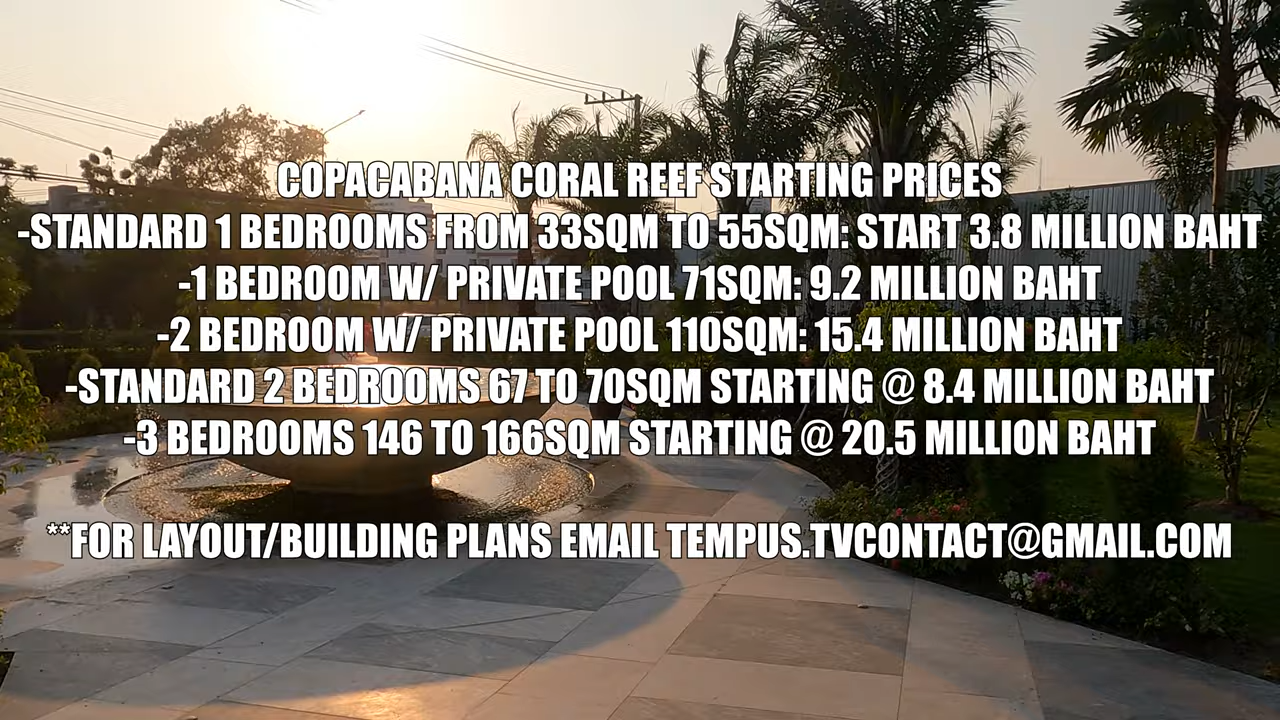 COPACABANA CORAL REEF STARTING PRICES
-STANDARD 1 BEDROOMS FROM 33SQM TO 55SQM: START 3.8 MILLION BAHT
-1 BEDROOM W/ PRIVATE POOL 71SQM: 9.2 MILLION BAHT
-2 BEDROOM W/ PRIVATE POOL 110SQM: 15.4 MILLION BAHT
-STANDARD 2 BEDROOMS 67 TO 70SQM STARTING @ 8.4 MILLION BAHT
-3 BEDROOMS 146 TO 166SQM STARTING @ 20.5 MILLION BAHT
**FOR LAYOUT/BUILDING PLANS EMAIL TEMPUS.TVCONTACT@GMAIL.COM